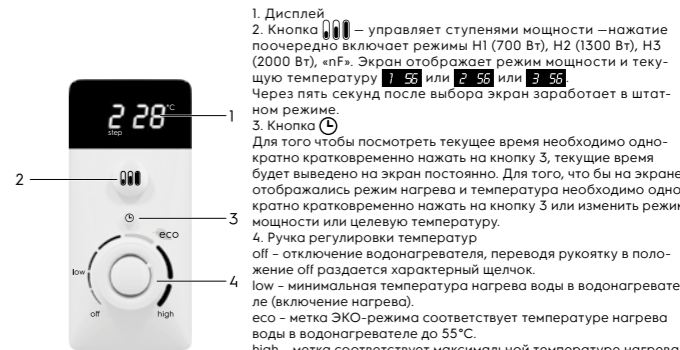 2 28 °C
step
1
2
3
eco
low
4
off
high
1. Дисплей
2. Кнопка — управляет ступенями мощности —нажатие
поочередно включает режимы H1 (700 Вт), H2 (1300 Вт), H3
(2000 Вт), «nF». Экран отображает режим мощности и теку-
щую температуру 1 56 или 2 56 или 3 56.
Через пять секунд после выбора экран заработает в штат-
ном режиме.
3. Кнопка
Для того чтобы посмотреть текущее время необходимо одно-
кратно кратковременно нажать на кнопку 3, текущие время
будет выведено на экран постоянно. Для того, что бы на экране
отображались режим нагрева и температура необходимо одно
кратно кратковременно нажать на кнопку 3 или изменить режим
мощности или целевую температуру.
4. Ручка регулировки температур
off – отключение водонагревателя, переводя рукоятку в поло-
жение off раздается характерный щелчок.
low – минимальная температура нагрева воды в водонагревате
ле (включение нагрева).
eco – метка ЭКО-режима соответствует температуре нагрева
воды в водонагревателе до 55°C.
high – метка соответствует максимальной температуре нагрева